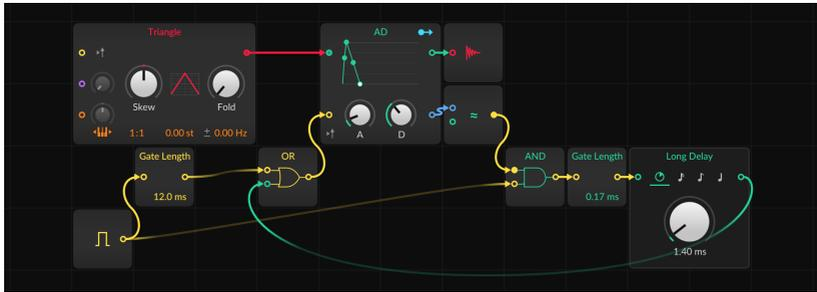 Triangle
AD
Skew
Fold
1:1
0.00 st
± 0.00 Hz
A
D
Gate Length
12.0 ms
OR
AND
Gate Length
0.17 ms
Long Delay
1.40 ms